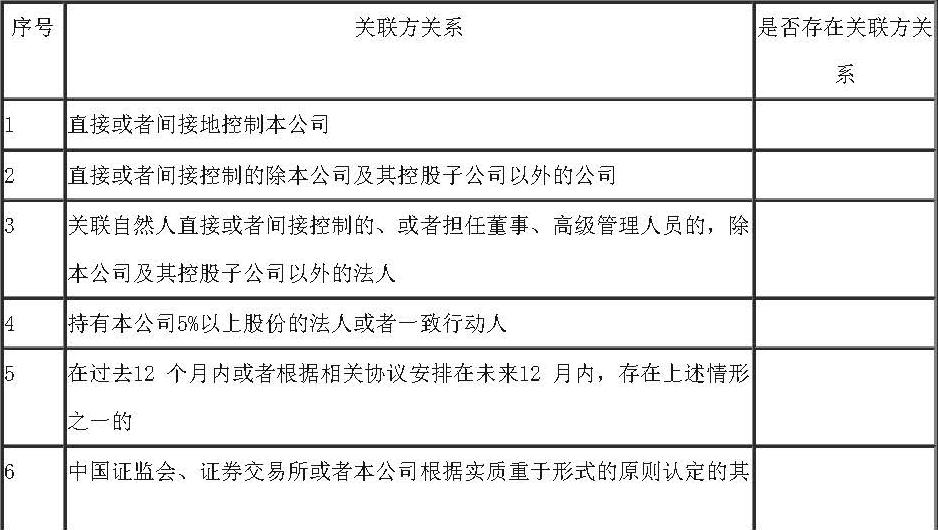 序号 关联方关系 是否存在关联方关
系
1 直接或者间接地控制本公司
2 直接或者间接控制的除本公司及其控股子公司以外的公司
3 关联自然人直接或者间接控制的、或者担任董事、高级管理人员的，除
本公司及其控股子公司以外的法人
4 持有本公司5%以上股份的法人或者一致行动人
5 在过去12 个月内或者根据相关协议安排在未来12 月内，存在上述情形
之一的
6 中国证监会、证券交易所或者本公司根据实质重于形式的原则认定的其